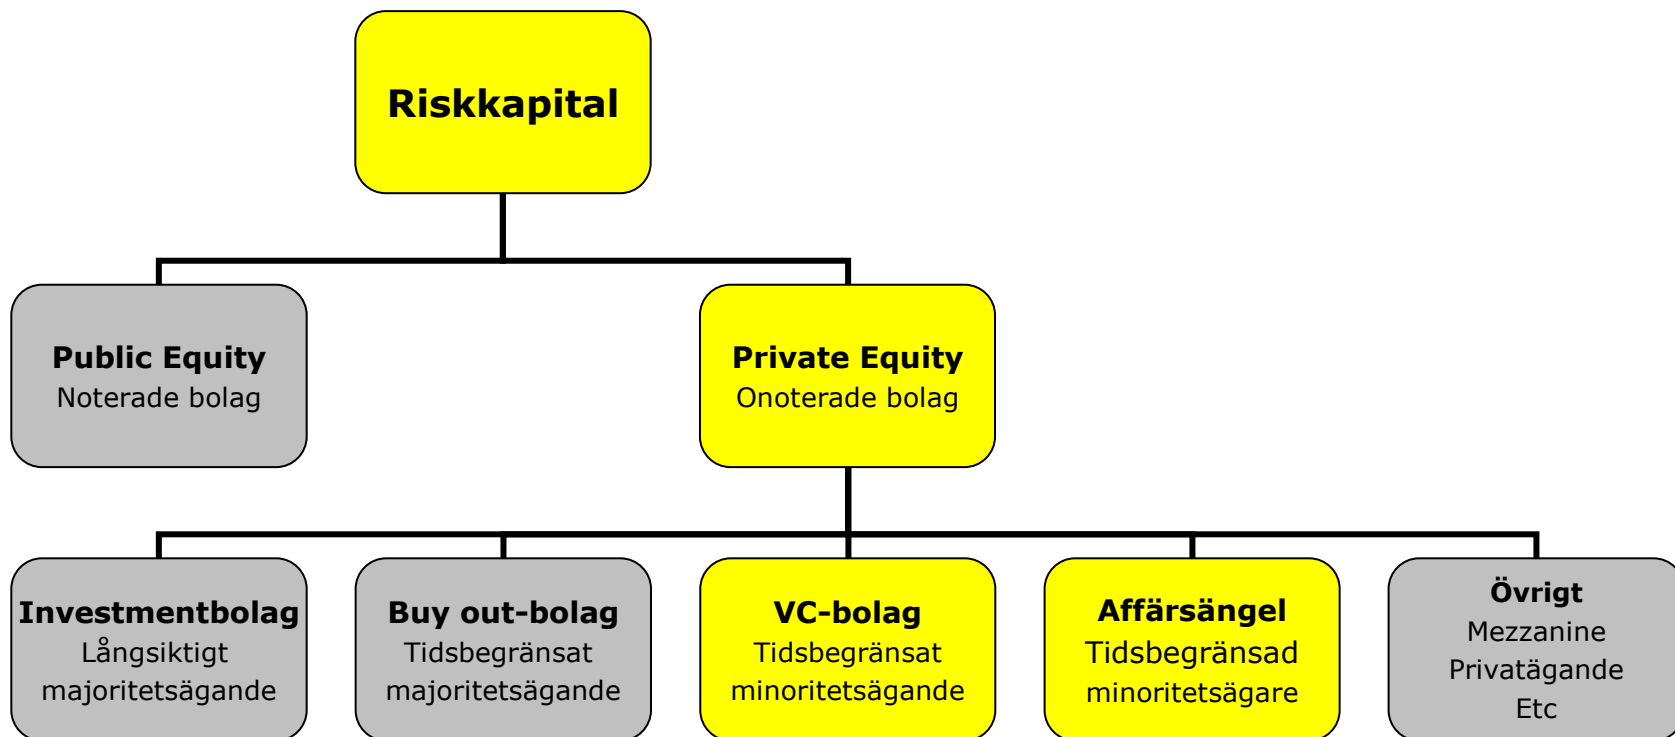 Riskkapital
Public Equity
Noterade bolag
Private Equity
Onoterade bolag
Investmentbolag
Långsiktigt
majoritetsägande
Buy out-bolag
Tidsbegränsat
majoritetsägande
VC-bolag
Tidsbegränsat
minoritetsägande
Affärsängel
Tidsbegränsad
minoritetsägare
Övrigt
Mezzanine
Privatägande
Etc